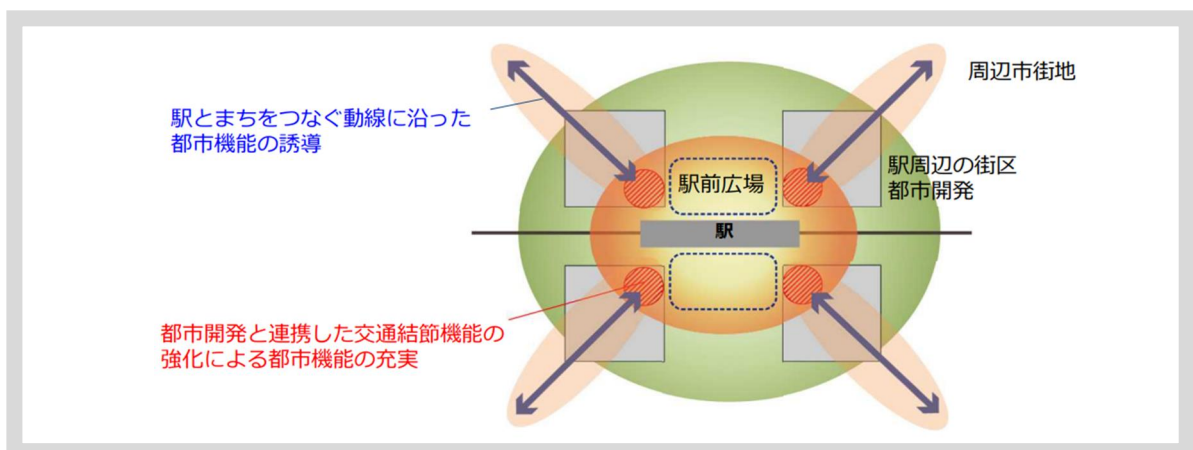 周辺市街地
駅とまちをつなぐ動線に沿った
都市機能の誘導
駅周辺の街区
都市開発
駅前広場
駅
都市開発と連携した交通結節機能の
強化による都市機能の充実